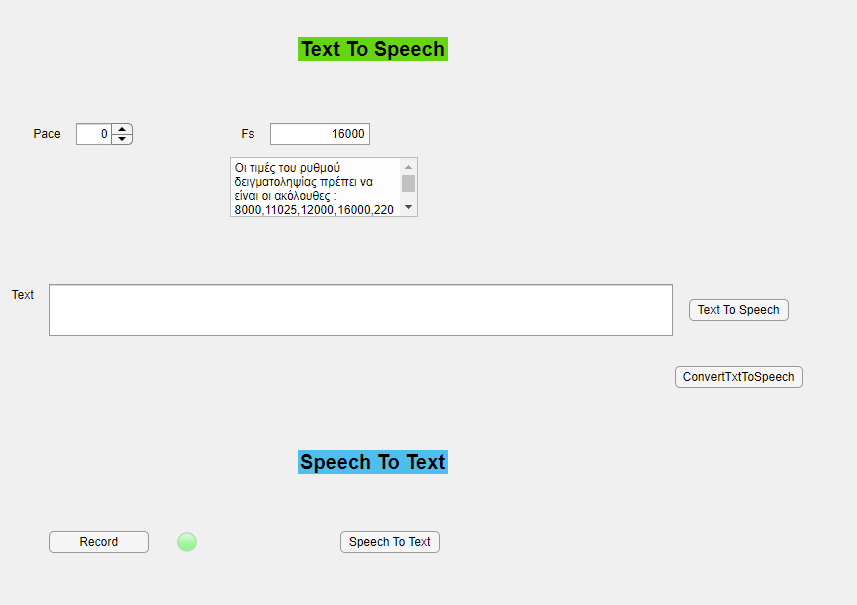 Text To Speech
Pace 0 Fs 16000
Οι τιμές του ρυθμού
δειγματοληψίας πρέπει να
είναι οι ακόλουθες :
8000,11025,12000,16000,220
Text
Text To Speech
ConvertTxtToSpeech
Speech To Text
Record Speech To Text